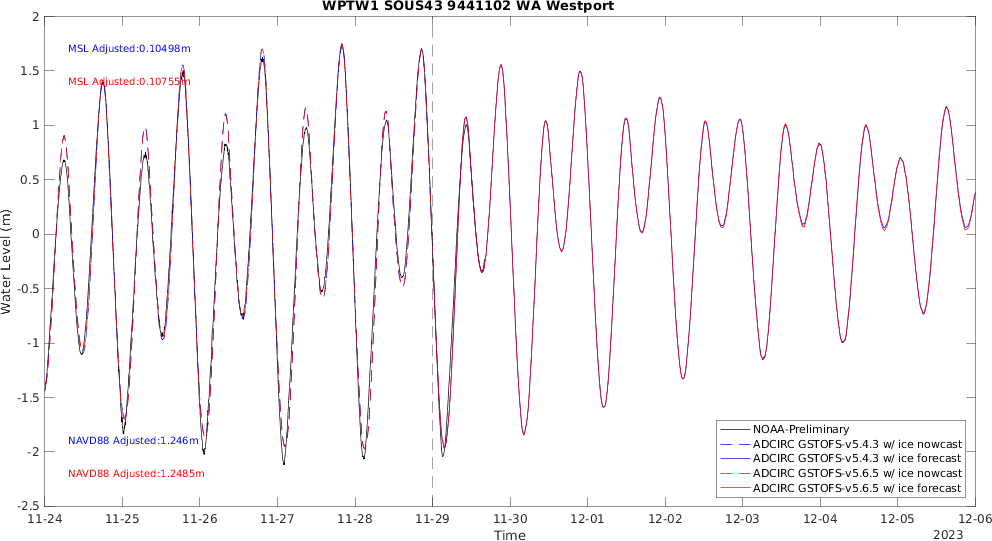 WPTW1 SOUS43 9441102 WA Westport
2
1.5
1
0.5
0
-0.5
-1
-1.5
-2
-2.5
Water Level (m)
MSL Adjusted:0.10498m
MSL Adjusted:0.10755m
NAVD88 Adjusted:1.246m
NAVD88 Adjusted:1.2485m
NOAA-Preliminary
ADCIRC GSTOFS-v5.4.3 w/ ice nowcast
ADCIRC GSTOFS-v5.4.3 w/ ice forecast
ADCIRC GSTOFS-v5.6.5 w/ ice nowcast
ADCIRC GSTOFS-v5.6.5 w/ ice forecast
11-24 11-25 11-26 11-27 11-28 11-29 11-30 12-01 12-02 12-03 12-04 12-05 12-06
Time
2023